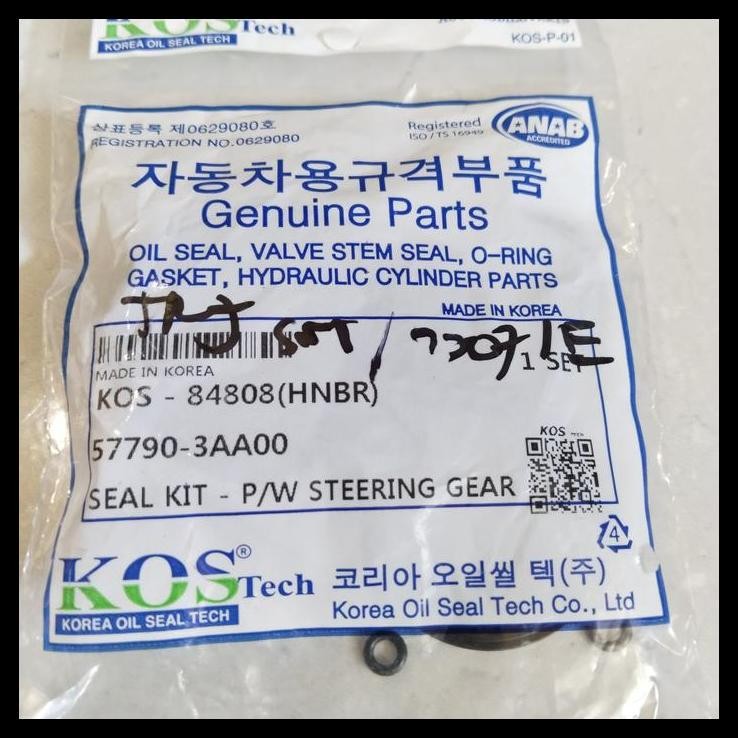 KOS Tech
KOREA OIL SEAL TECH
KOS-P-01
상표등록 제0629080호
REGISTRATION NO.0629080
Registered
ISO/TS 16949
ANAB
ACCREDITED
자동차용규격부품
Genuine Parts
OIL SEAL, VALVE STEM SEAL, O-RING
GASKET, HYDRAULIC CYLINDER PARTS
MADE IN KOREA
MADE IN KOREA
1 SET
KOS - 84808(HNBR)
57790-3AA00
KOS
SEAL KIT - P/W STEERING GEAR
4
KOS® Tech
KOREA OIL SEAL TECH
코리아 오일씰 텍(주)
Korea Oil Seal Tech Co., Ltd